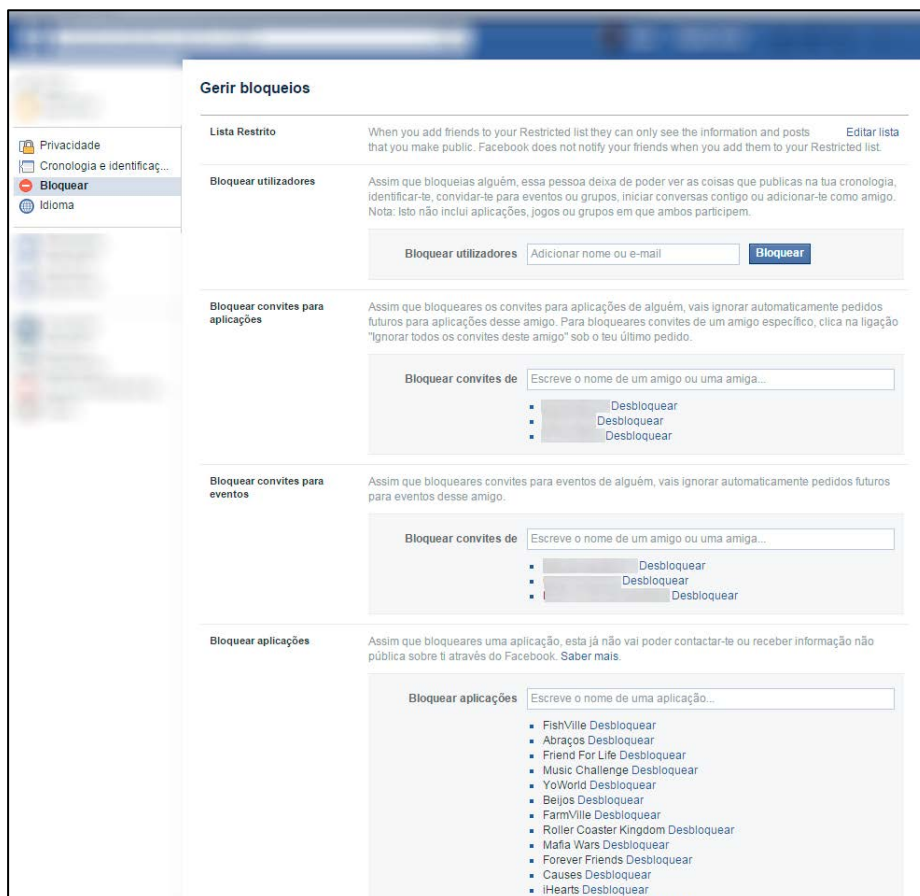 Gerir bloqueios
Privacidade
Cronologia e identificaç...
Bloquear
Idioma
Lista Restrito
When you add friends to your Restricted list they can only see the information and posts
that you make public. Facebook does not notify your friends when you add them to your Restricted list.
Editar lista
Bloquear utilizadores
Assim que bloqueias alguém, essa pessoa deixa de poder ver as coisas que publicas na tua cronologia,
identificar-te, convidar-te para eventos ou grupos, iniciar conversas contigo ou adicionar-te como amigo.
Nota: Isto não inclui aplicações, jogos ou grupos em que ambos participem.
Bloquear utilizadores Adicionar nome ou e-mail Bloquear
Bloquear convites para
aplicações
Assim que bloqueares os convites para aplicações de alguém, vais ignorar automaticamente pedidos
futuros para aplicações desse amigo. Para bloqueares convites de um amigo específico, clica na ligação
"Ignorar todos os convites deste amigo" sob o teu último pedido.
Bloquear convites de Escreve o nome de um amigo ou uma amiga...
Desbloquear
Desbloquear
Desbloquear
Bloquear convites para
eventos
Assim que bloqueares convites para eventos de alguém, vais ignorar automaticamente pedidos futuros
para eventos desse amigo.
Bloquear convites de Escreve o nome de um amigo ou uma amiga...
Desbloquear
Desbloquear
Desbloquear
Bloquear aplicações
Assim que bloqueares uma aplicação, esta já não vai poder contactar-te ou receber informação não
pública sobre ti através do Facebook. Saber mais.
Bloquear aplicações Escreve o nome de uma aplicação...
FishVille Desbloquear
Abraços Desbloquear
Friend For Life Desbloquear
Music Challenge Desbloquear
YoWorld Desbloquear
Beijos Desbloquear
FarmVille Desbloquear
Roller Coaster Kingdom Desbloquear
Mafia Wars Desbloquear
Forever Friends Desbloquear
Causes Desbloquear
iHearts Desbloquear